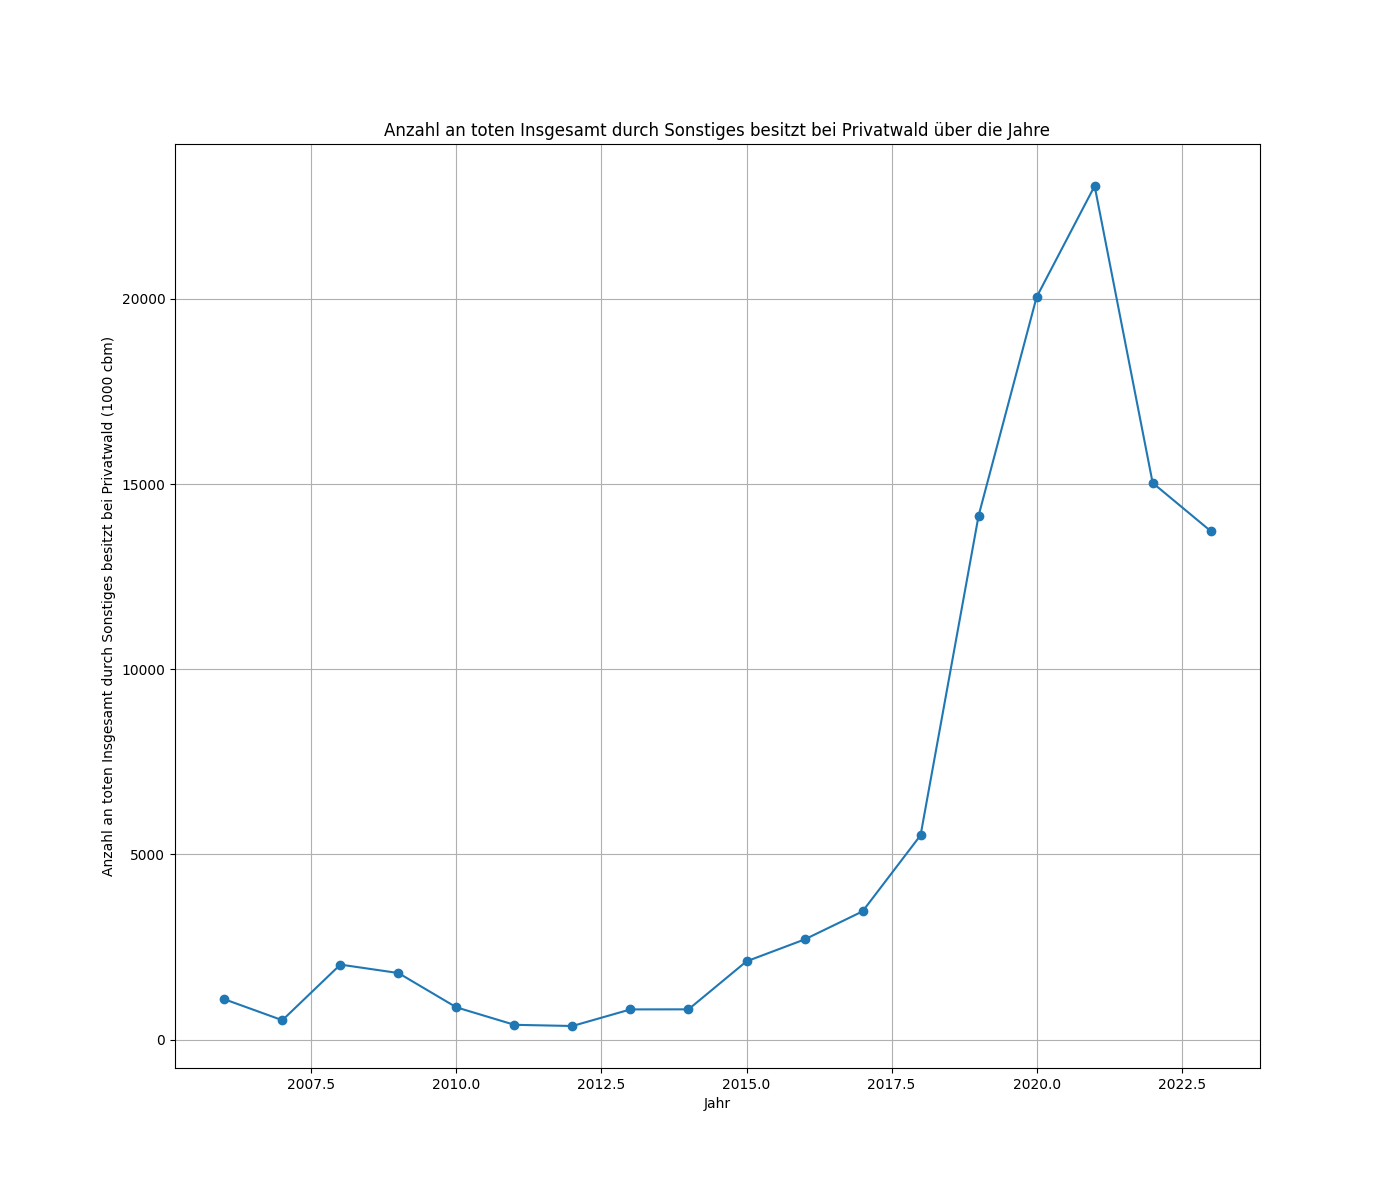 Anzahl an toten Insgesamt durch Sonstiges besitzt bei Privatwald über die Jahre
Anzahl an toten Insgesamt durch Sonstiges besitzt bei Privatwald (1000 cbm)
20000
15000
10000
5000
0
2007.5 2010.0 2012.5 2015.0 2017.5 2020.0 2022.5
Jahr